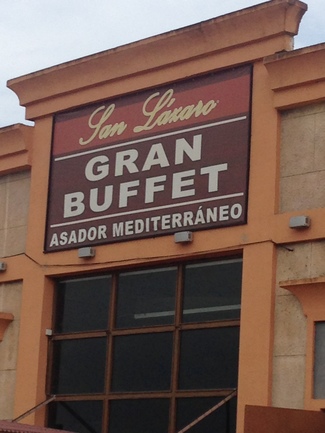 San Lázaro
GRAN
BUFFET
ASADOR MEDITERRÁNEO